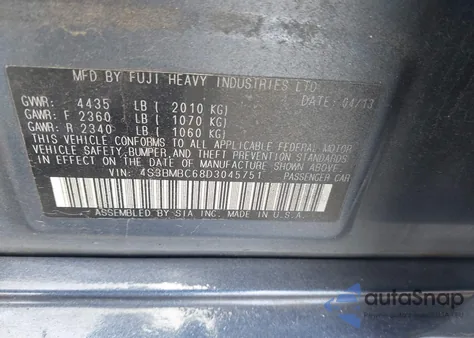 MFD BY FUJI HEAVY INDUSTRIES LTD.
DATE: 04/13
GVWR: 4435 LB ( 2010 KG)
GAWR: F 2360 LB ( 1070 KG)
GAWR: R 2340 LB ( 1060 KG)
THIS VEHICLE CONFORMS TO ALL APPLICABLE FEDERAL MOTOR
VEHICLE SAFETY, BUMPER, AND THEFT PREVENTION STANDARDS
IN EFFECT ON THE DATE OF MANUFACTURE SHOWN ABOVE.
VIN: 4S3BMBC68D3045751 PASSENGER CAR
ASSEMBLED BY SIA INC. MADE IN U.S.A.
autoSnap